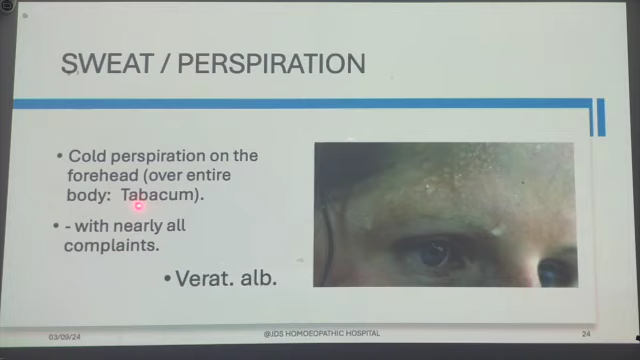 SWEAT / PERSPIRATION
• Cold perspiration on the
forehead (over entire
body: Tabacum).
• - with nearly all
complaints.
• Verat. alb.
03/09/24
@JDS HOMOEOPATHIC HOSPITAL
24